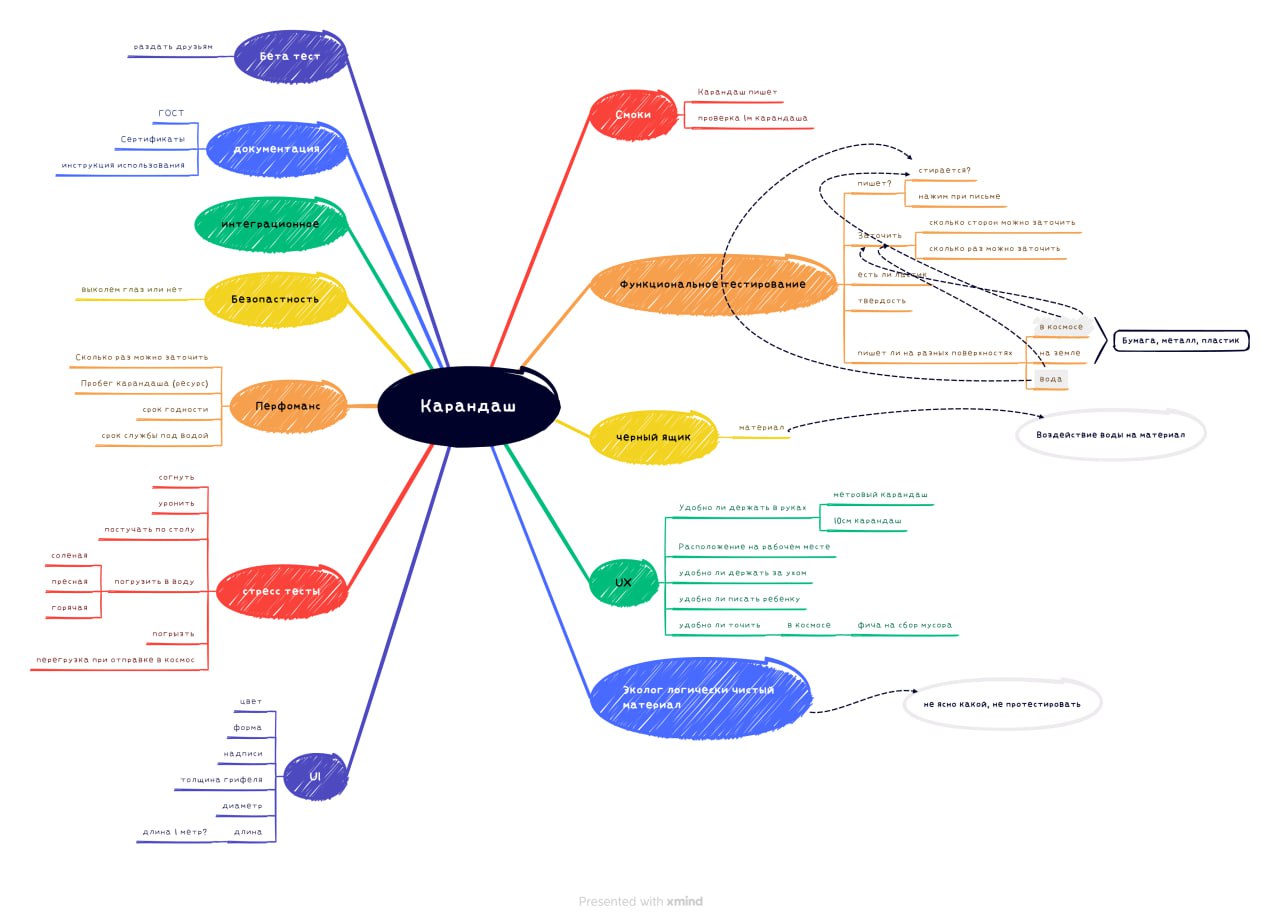 раздать друзьям
Бета тест
ГОСТ
Сертификаты
инструкция использования
документация
интеграционное
выколем глаз или нет
Безопастность
Сколько раз можно заточить
Пробег карандаша (ресурс)
срок годности
срок службы под водой
Перфоманс
согнуть
уронить
постучать по столу
соленая
пресная
горячая
погрузить в воду
погрызть
перегрузка при отправке в космос
стресс тесты
цвет
форма
надписи
толщина грифеля
диаметр
длина 1 метр?
длина
UI
Карандаш
Смоки
Карандаш пишет
проверка 1м карандаша
Функциональное тестирование
пишет?
стирается?
нажим при письме
Заточить
сколько сторон можно заточить
сколько раз можно заточить
есть ли ластик
твердость
пишет ли на разных поверхностях
в космосе
на земле
вода
Бумага, металл, пластик
черный ящик
материал
Воздействие воды на материал
UX
Удобно ли держать в руках
метровый карандаш
10см карандаш
Расположение на рабочем месте
удобно ли держать за ухом
удобно ли писать ребенку
удобно ли точить
в космосе
фича на сбор мусора
Эколог логически чистый
материал
не ясно какой, не протестировать
Presented with xmind